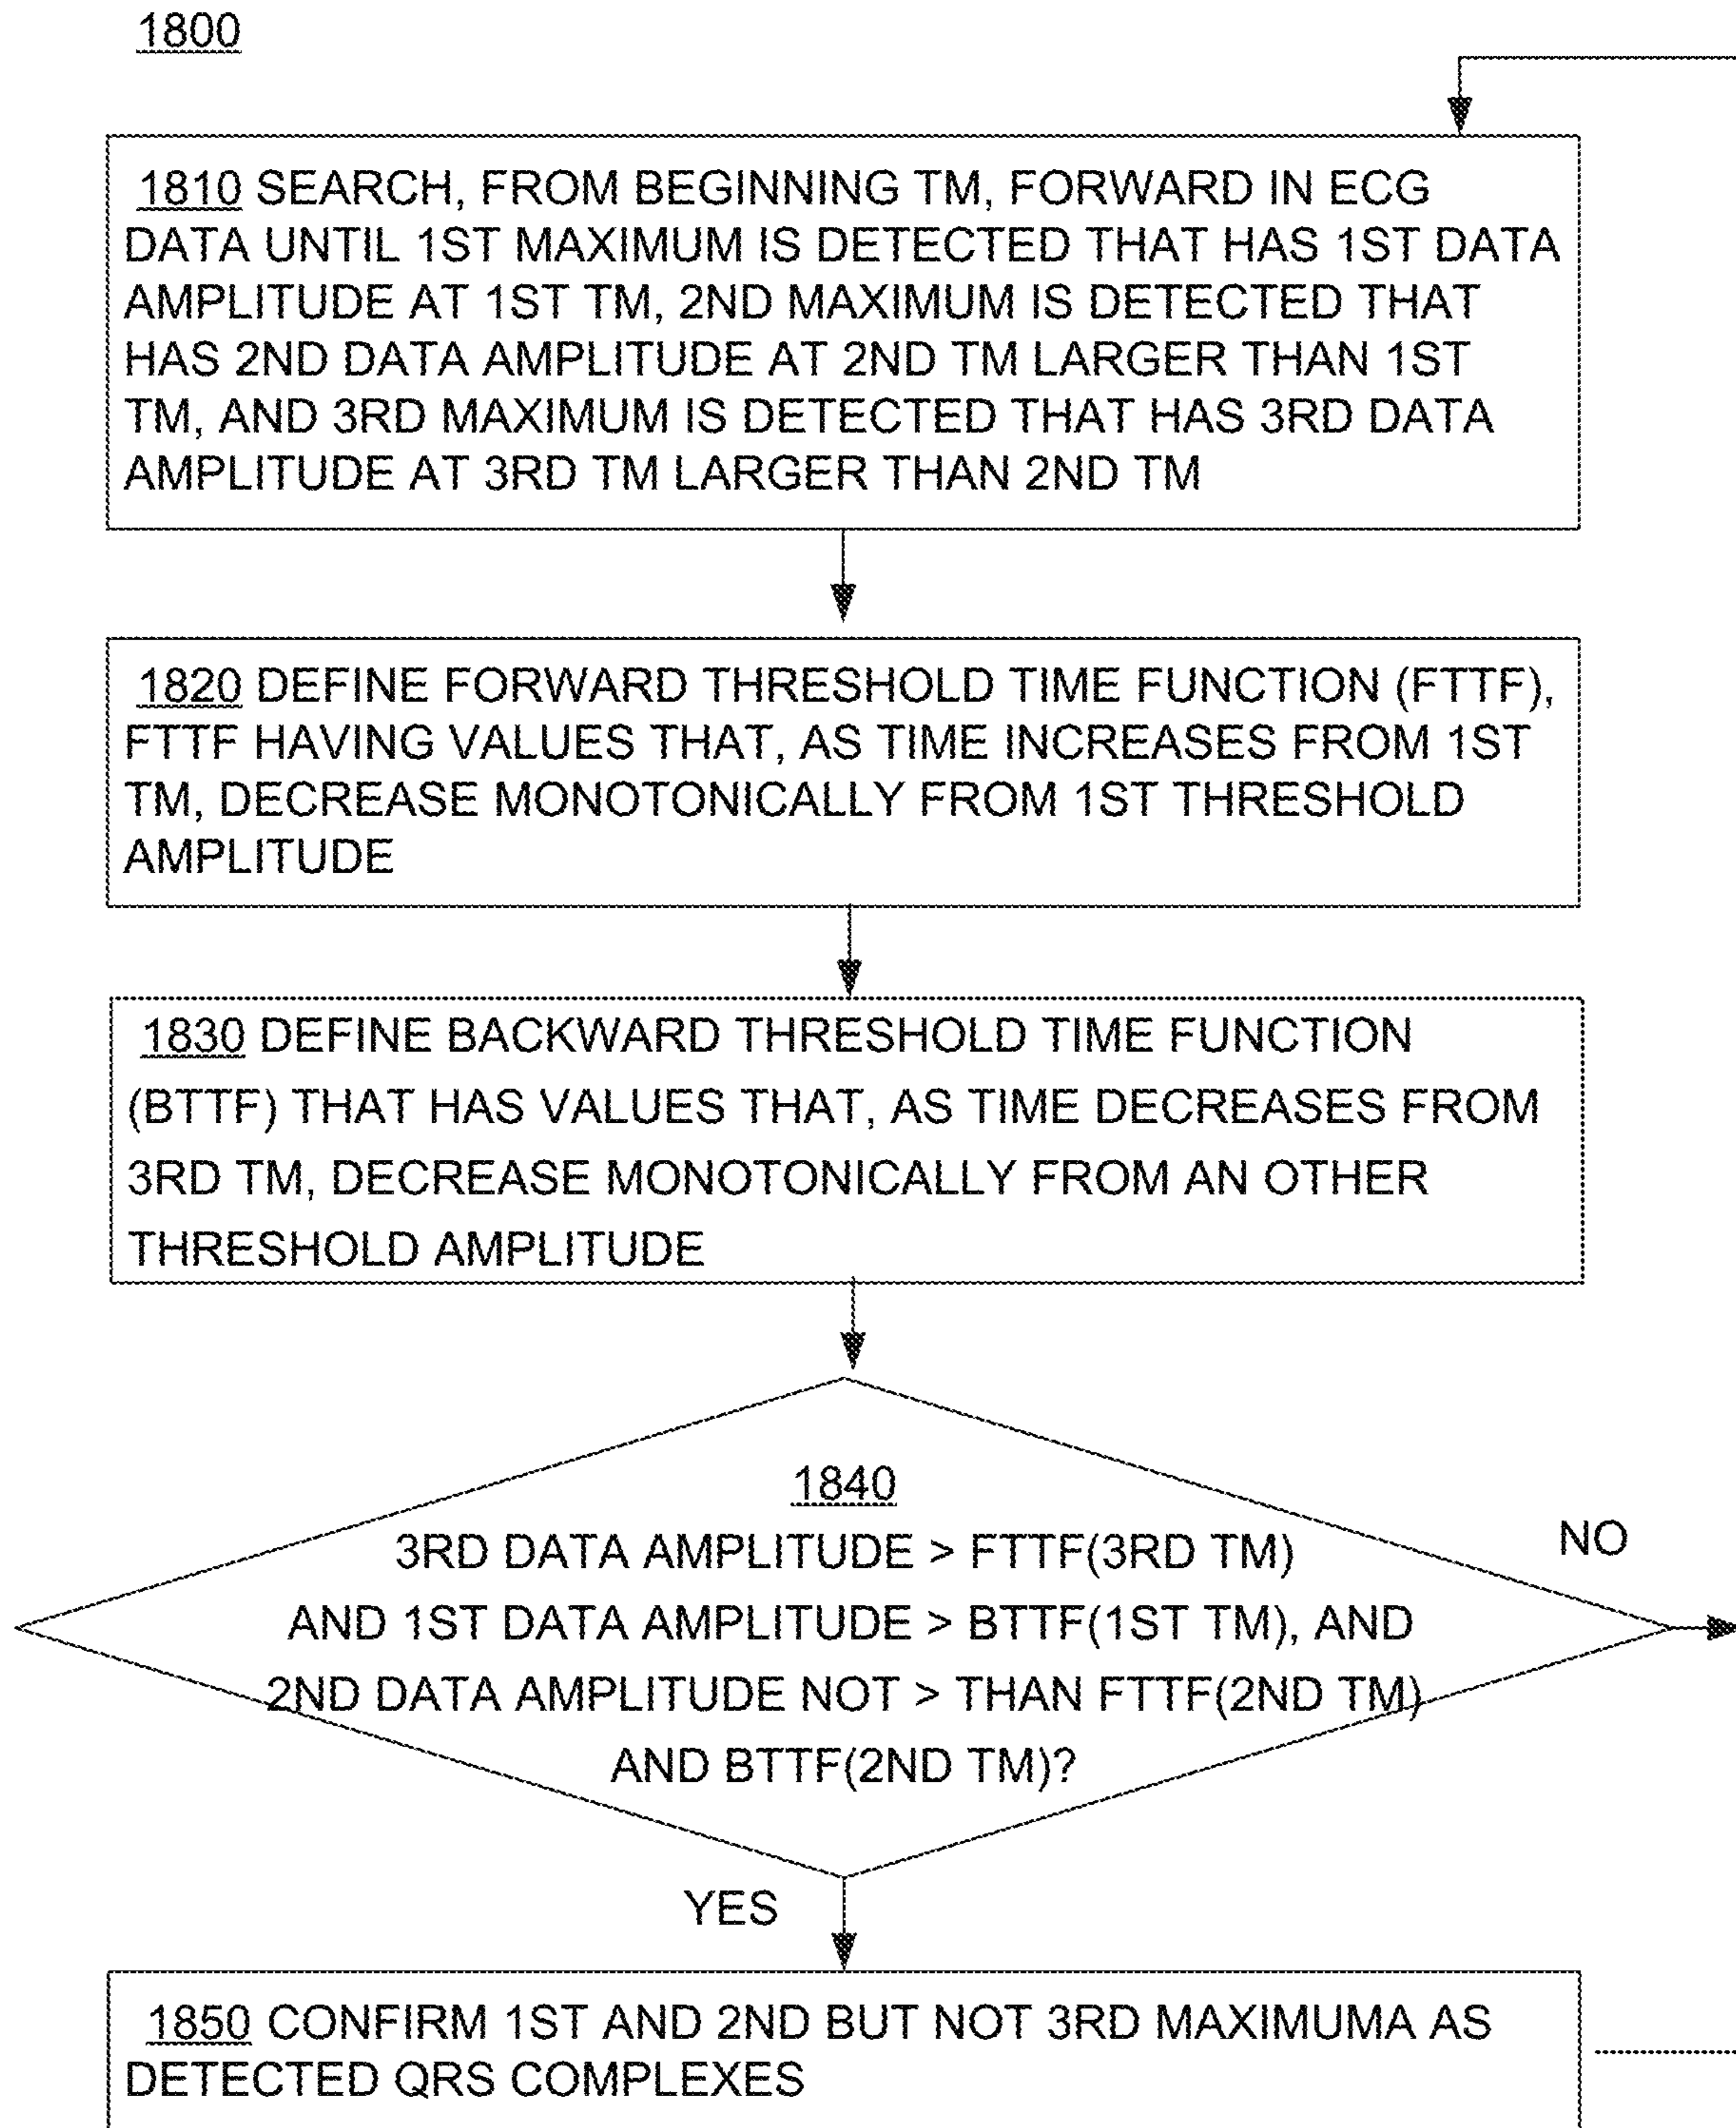 1800
1810 SEARCH, FROM BEGINNING TM, FORWARD IN ECG
DATA UNTIL 1ST MAXIMUM IS DETECTED THAT HAS 1ST DATA
AMPLITUDE AT 1ST TM, 2ND MAXIMUM IS DETECTED THAT
HAS 2ND DATA AMPLITUDE AT 2ND TM LARGER THAN 1ST
TM, AND 3RD MAXIMUM IS DETECTED THAT HAS 3RD DATA
AMPLITUDE AT 3RD TM LARGER THAN 2ND TM
1820 DEFINE FORWARD THRESHOLD TIME FUNCTION (FTTF),
FTTF HAVING VALUES THAT, AS TIME INCREASES FROM 1ST
TM, DECREASE MONOTONICALLY FROM 1ST THRESHOLD
AMPLITUDE
1830 DEFINE BACKWARD THRESHOLD TIME FUNCTION
(BTTF) THAT HAS VALUES THAT, AS TIME DECREASES FROM
3RD TM, DECREASE MONOTONICALLY FROM AN OTHER
THRESHOLD AMPLITUDE
1840
3RD DATA AMPLITUDE > FTTF(3RD TM)
AND 1ST DATA AMPLITUDE > BTTF(1ST TM), AND
2ND DATA AMPLITUDE NOT > THAN FTTF(2ND TM)
AND BTTF(2ND TM)?
NO
YES
1850 CONFIRM 1ST AND 2ND BUT NOT 3RD MAXIMUMA AS
DETECTED QRS COMPLEXES